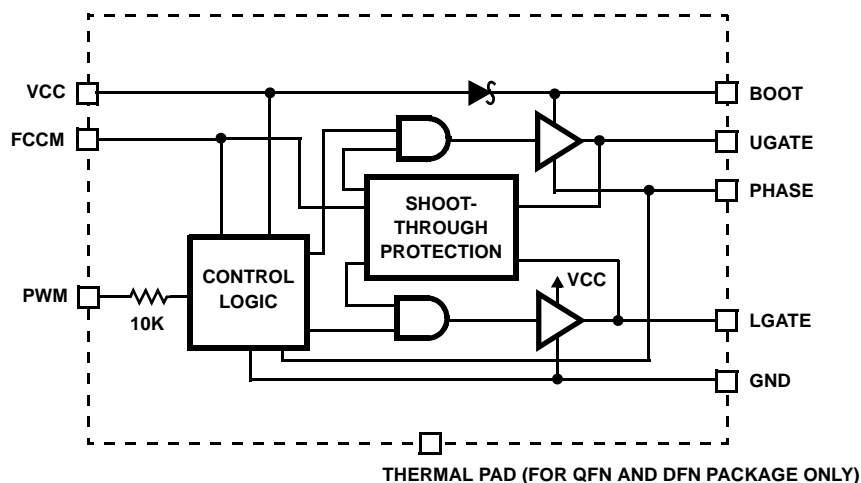 VCC
BOOT
FCCM
UGATE
PHASE
SHOOT-
THROUGH
PROTECTION
CONTROL
LOGIC
VCC
PWM
10K
LGATE
GND
THERMAL PAD (FOR QFN AND DFN PACKAGE ONLY)